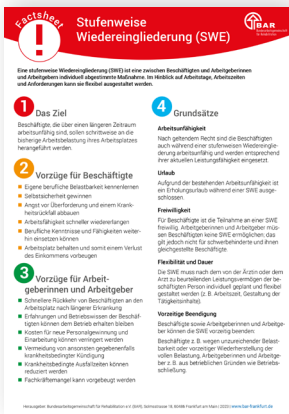 Factsheet
Stufenweise
Wiedereingliederung (SWE)
BAR
Eine stufenweise Wiedereingliederung (SWE) ist eine zwischen Beschäftigten und Arbeitgeberinnen
und Arbeitgebern individuell abgestimmte Maßnahme. Im Hinblick auf Arbeitstage, Arbeitszeiten
und Anforderungen kann sie flexibel ausgestaltet werden.
1 Das Ziel
Beschäftigte, die über einen längeren Zeitraum
arbeitsunfähig sind, sollen schrittweise an die
bisherige Arbeitsbelastung ihres Arbeitsplatzes
herangeführt werden.
2 Vorzüge für Beschäftigte
Eigene berufliche Belastbarkeit kennenlernen
Selbstsicherheit gewinnen
Angst vor Überforderung und einem Krank-
heitsrückfall abbauen
Arbeitsfähigkeit schneller wiedererlangen
Berufliche Kenntnisse und Fähigkeiten weiter-
hin einsetzen können
Arbeitsplatz behalten und somit einem Verlust
des Einkommens vorbeugen
3 Vorzüge für Arbeit-
geberinnen und Arbeitgeber
Schnellere Rückkehr von Beschäftigten an den
Arbeitsplatz nach längerer Erkrankung
Erfahrungen und Betriebswissen der Beschäf-
tigten können dem Betrieb erhalten bleiben
Kosten für neue Personalgewinnung und
Einarbeitung können verringert werden
Vermeidung von ansonsten gegebenenfalls
krankheitsbedingter Kündigung
Krankheitsbedingte Ausfallzeiten können
reduziert werden
Fachkräftemangel kann vorgebeugt werden
4 Grundsätze
Arbeitsunfähigkeit
Nach geltendem Recht sind die Beschäftigten
auch während einer stufenweisen Wiedereinglie-
derung arbeitsunfähig und werden entsprechend
ihrer aktuellen Leistungsfähigkeit eingesetzt.
Urlaub
Aufgrund der bestehenden Arbeitsunfähigkeit ist
ein Erholungsurlaub während einer SWE ausge-
schlossen.
Freiwilligkeit
Für Beschäftigte ist die Teilnahme an einer SWE
freiwillig. Arbeitgeberinnen und Arbeitgeber müs-
sen Beschäftigten keine SWE ermöglichen, das
gilt jedoch nicht für schwerbehinderte und ihnen
gleichgestellte Beschäftigte.
Flexibilität und Dauer
Die SWE muss nach dem von der Ärztin oder dem
Arzt zu beurteilenden Leistungsvermögen der be-
schäftigten Person individuell geplant und flexibel
gestaltet werden (z. B. Arbeitszeit, Gestaltung der
Tätigkeitsinhalte).
Vorzeitige Beendigung
Beschäftigte sowie Arbeitgeberinnen und Arbeitge-
ber können die SWE vorzeitig beenden:
Beschäftigte z. B. wegen unzureichender Belast-
barkeit oder vorzeitiger Wiederherstellung der
vollen Belastung, Arbeitgeberinnen und Arbeitge-
ber z. B. aus betrieblichen Gründen wie Betriebs-
schließung.